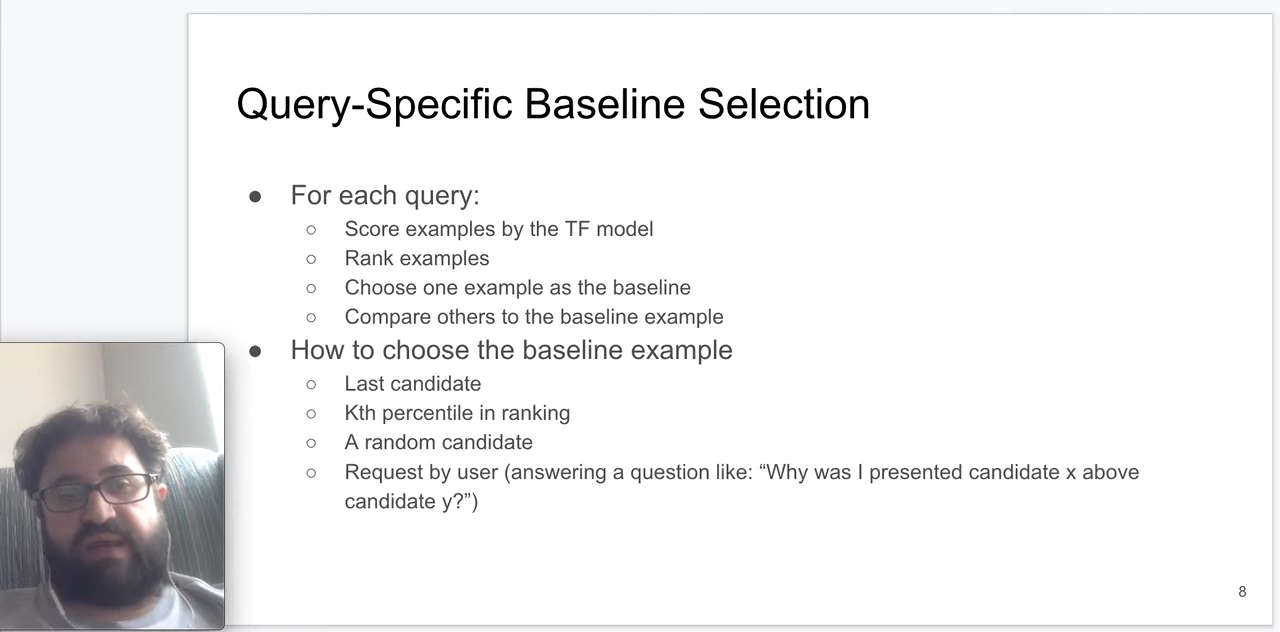 Query-Specific Baseline Selection
● For each query:
○ Score examples by the TF model
○ Rank examples
○ Choose one example as the baseline
○ Compare others to the baseline example
● How to choose the baseline example
○ Last candidate
○ Kth percentile in ranking
○ A random candidate
○ Request by user (answering a question like: “Why was I presented candidate x above
candidate y?”)
8